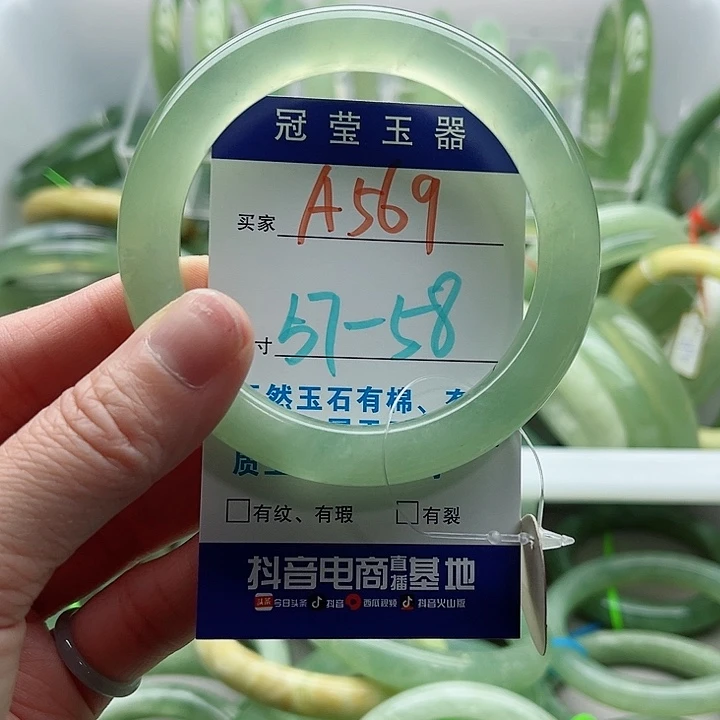 冠莹玉器
买家 A569
寸 57-58
然玉石有棉、
质
□有纹、有瑕 □有裂
抖音电商直播基地
头条 今日头条 抖音 西瓜视频 抖音火山版